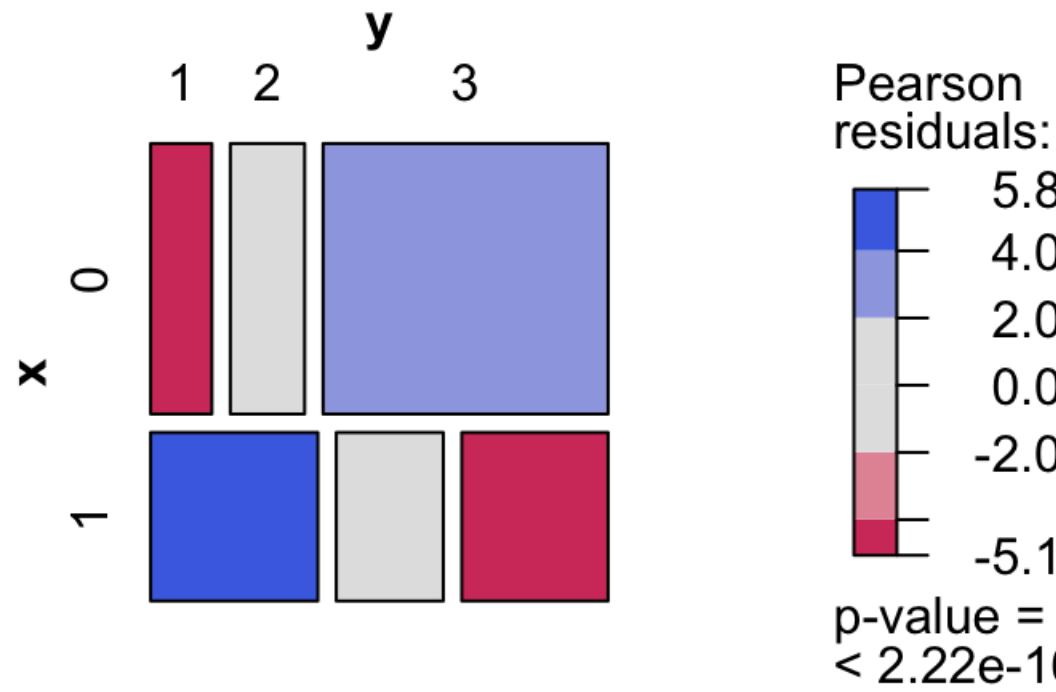 y
1 2 3
x
0
1
Pearson
residuals:
5.8
4.0
2.0
0.0
-2.0
-5.1
p-value =
< 2.22e-1